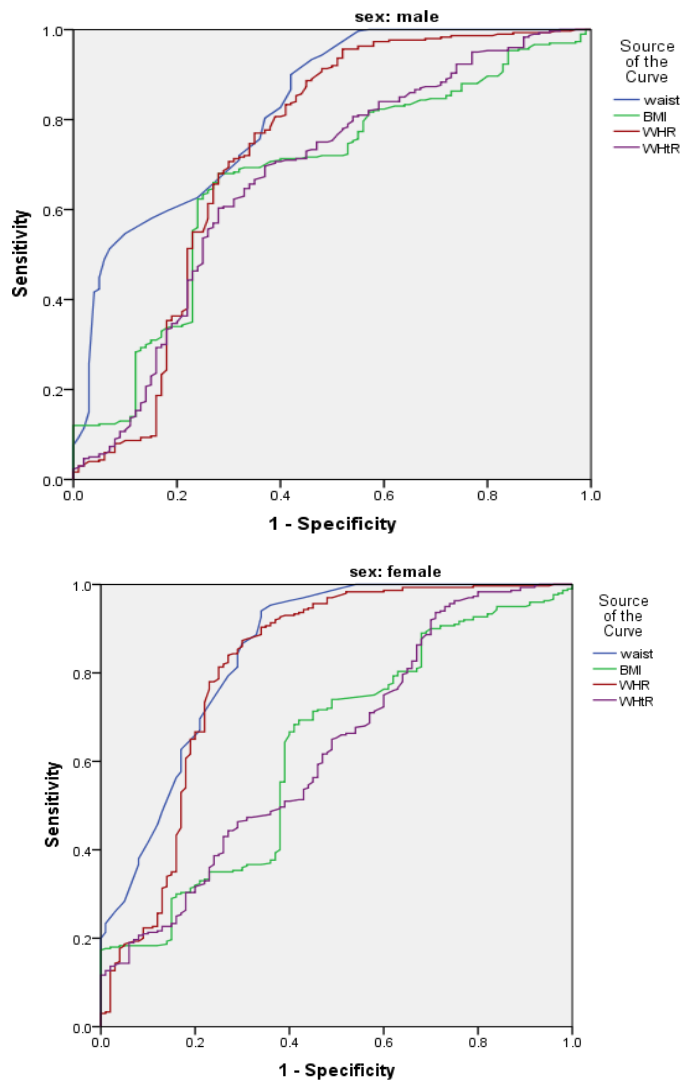 sex: male
Source
of the
Curve
waist
BMI
WHR
WHtR
Sensitivity
1.0
0.8
0.6
0.4
0.2
0.0
0.0 0.2 0.4 0.6 0.8 1.0
1 - Specificity
sex: female
Source
of the
Curve
waist
BMI
WHR
WHtR
Sensitivity
1.0
0.8
0.6
0.4
0.2
0.0
0.0 0.2 0.4 0.6 0.8 1.0
1 - Specificity